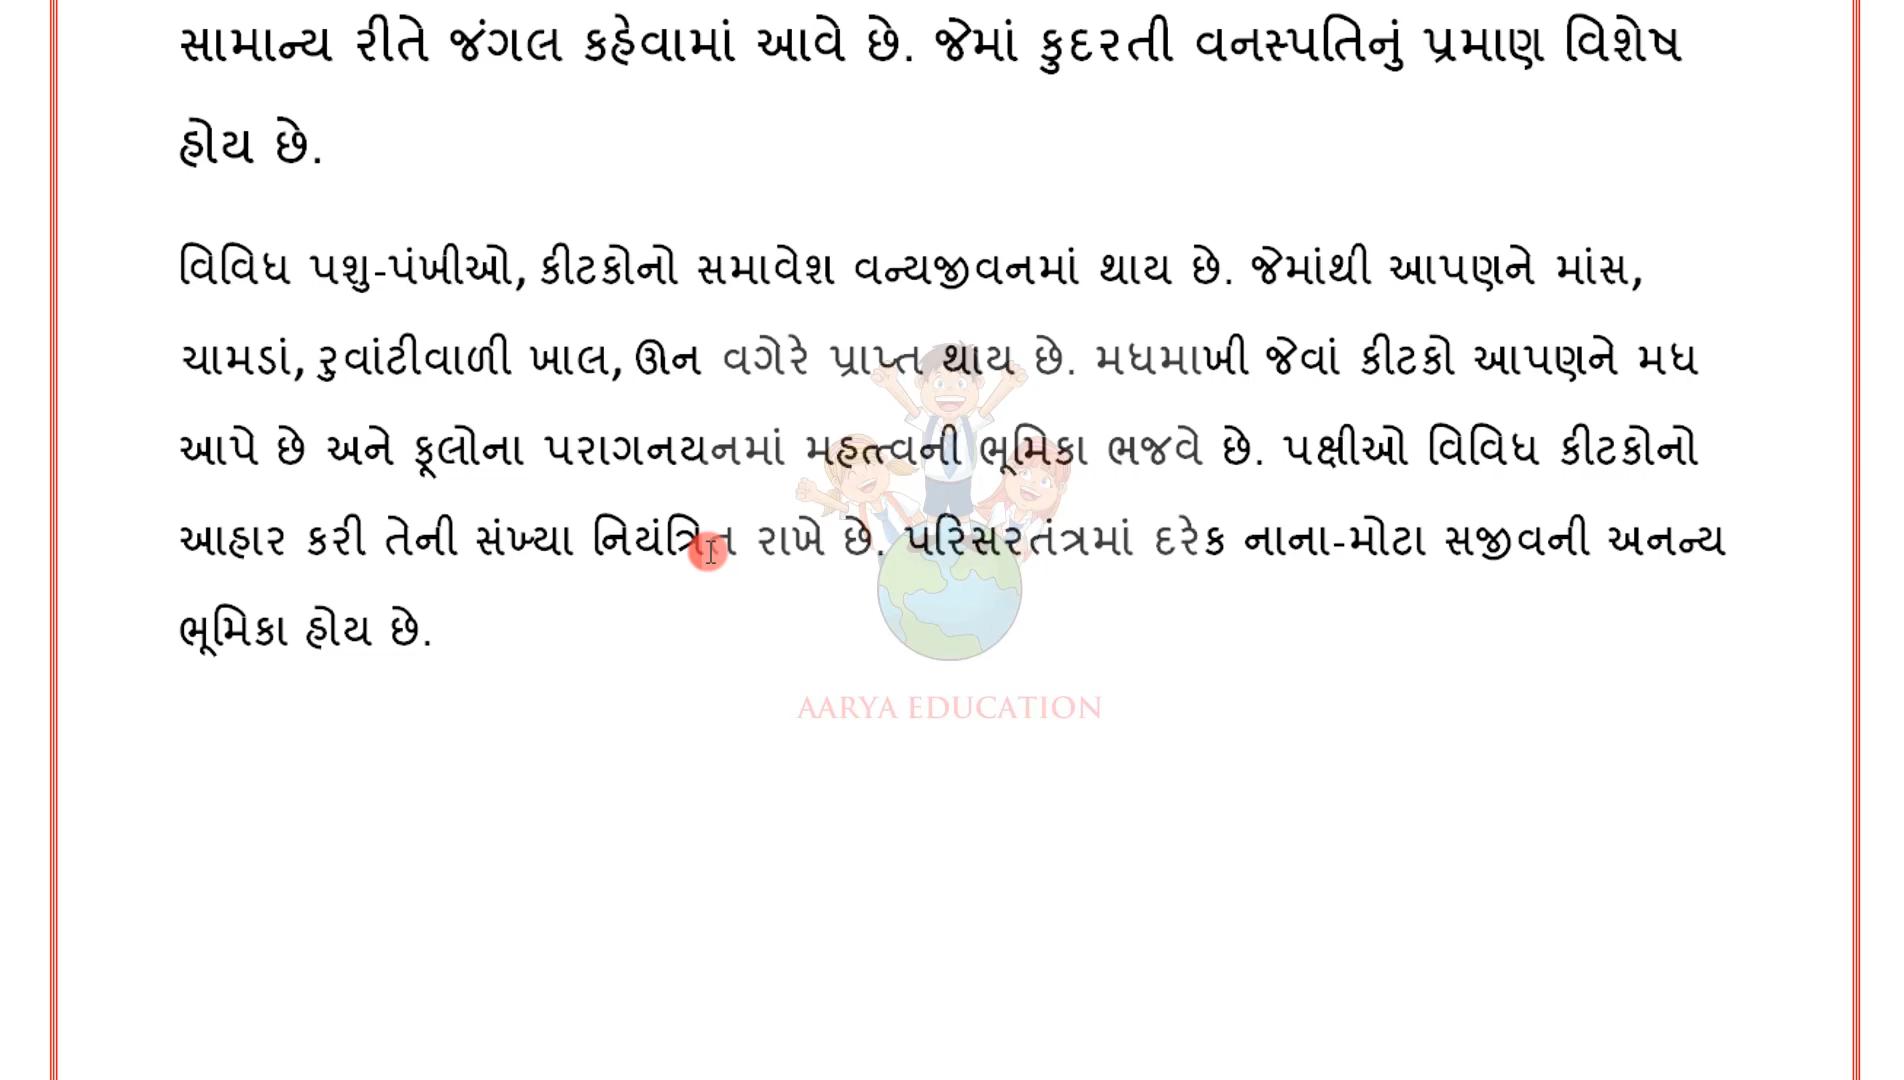 સામાન્ય રીતે જંગલ કહેવામાં આવે છે. જેમાં કુદરતી વનસ્પતિનું પ્રમાણ વિશેષ
હોય છે.
વિવિધ પશુ-પંખીઓ, કીટકોનો સમાવેશ વન્યજીવનમાં થાય છે. જેમાંથી આપણને માંસ,
ચામડાં, રુવાંટીવાળી ખાલ, ઊન વગેરે પ્રાપ્ત થાય છે. મધમાખી જેવાં કીટકો આપણને મધ
આપે છે અને ફૂલોના પરાગનયનમાં મહત્ત્વની ભૂમિકા ભજવે છે. પક્ષીઓ વિવિધ કીટકોનો
આહાર કરી તેની સંખ્યા નિયંત્રિત રાખે છે. પરિસરતંત્રમાં દરેક નાના-મોટા સજીવની અનન્ય
ભૂમિકા હોય છે.
AARYA EDUCATION